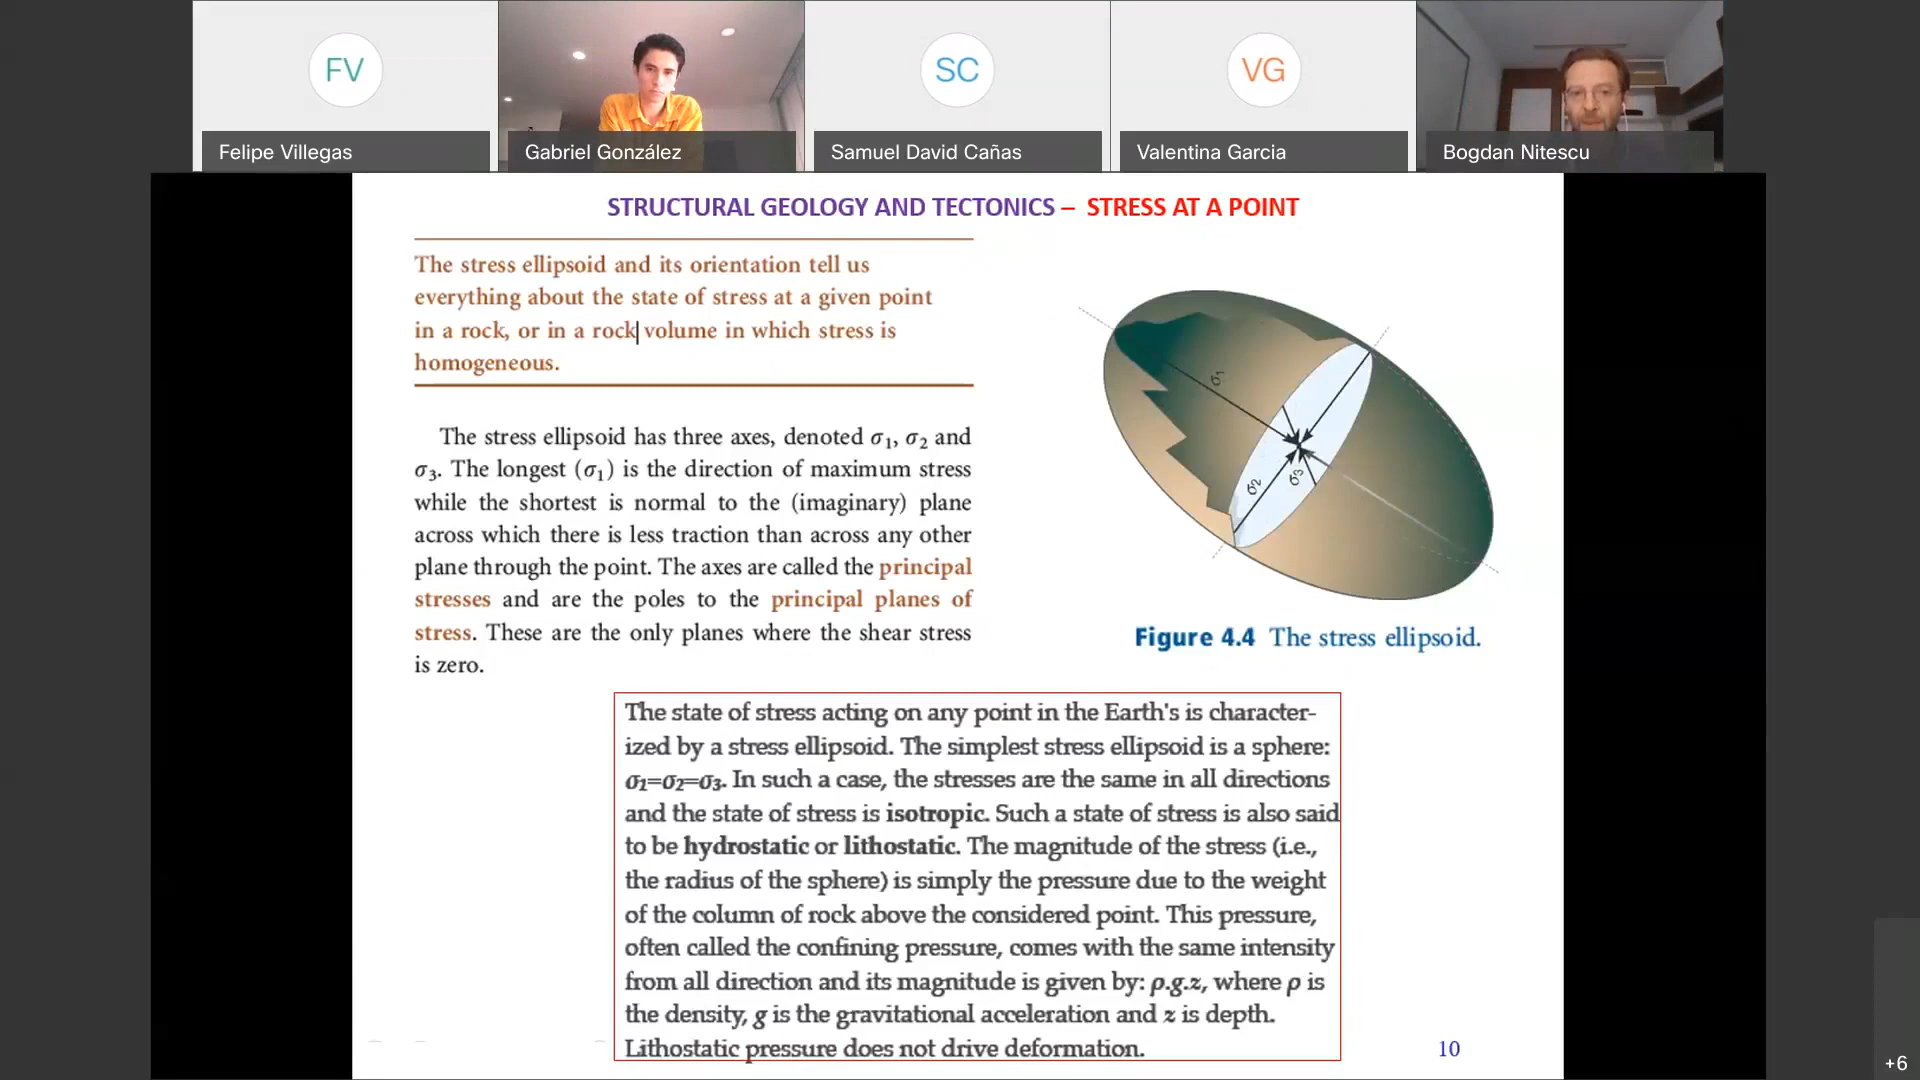 FV
SC
VG
Felipe Villegas
Gabriel González
Samuel David Cañas
Valentina Garcia
Bogdan Nitescu
STRUCTURAL GEOLOGY AND TECTONICS – STRESS AT A POINT
The stress ellipsoid and its orientation tell us
everything about the state of stress at a given point
in a rock, or in a rock volume in which stress is
homogeneous.
The stress ellipsoid has three axes, denoted σ1, σ2 and
σ3. The longest (σ1) is the direction of maximum stress
while the shortest is normal to the (imaginary) plane
across which there is less traction than across any other
plane through the point. The axes are called the principal
stresses and are the poles to the principal planes of
stress. These are the only planes where the shear stress
is zero.
σ1
σ2
σ3
Figure 4.4 The stress ellipsoid.
The state of stress acting on any point in the Earth's is character-
ized by a stress ellipsoid. The simplest stress ellipsoid is a sphere:
σ1=σ2=σ3. In such a case, the stresses are the same in all directions
and the state of stress is isotropic. Such a state of stress is also said
to be hydrostatic or lithostatic. The magnitude of the stress (i.e.,
the radius of the sphere) is simply the pressure due to the weight
of the column of rock above the considered point. This pressure,
often called the confining pressure, comes with the same intensity
from all direction and its magnitude is given by: ρ.g.z, where ρ is
the density, g is the gravitational acceleration and z is depth.
Lithostatic pressure does not drive deformation.
10
+6